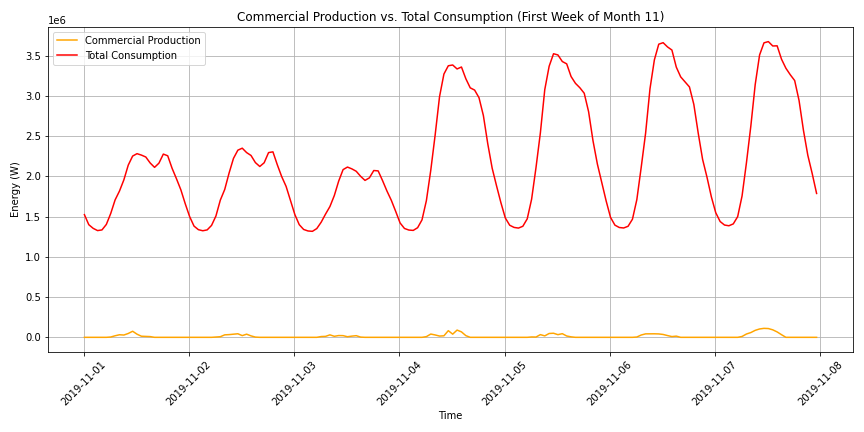 Commercial Production vs. Total Consumption (First Week of Month 11)
1e6
Commercial Production
Total Consumption
3.5
3.0
2.5
2.0
1.5
1.0
0.5
0.0
Energy (W)
2019-11-01
2019-11-02
2019-11-03
2019-11-04
2019-11-05
2019-11-06
2019-11-07
2019-11-08
Time